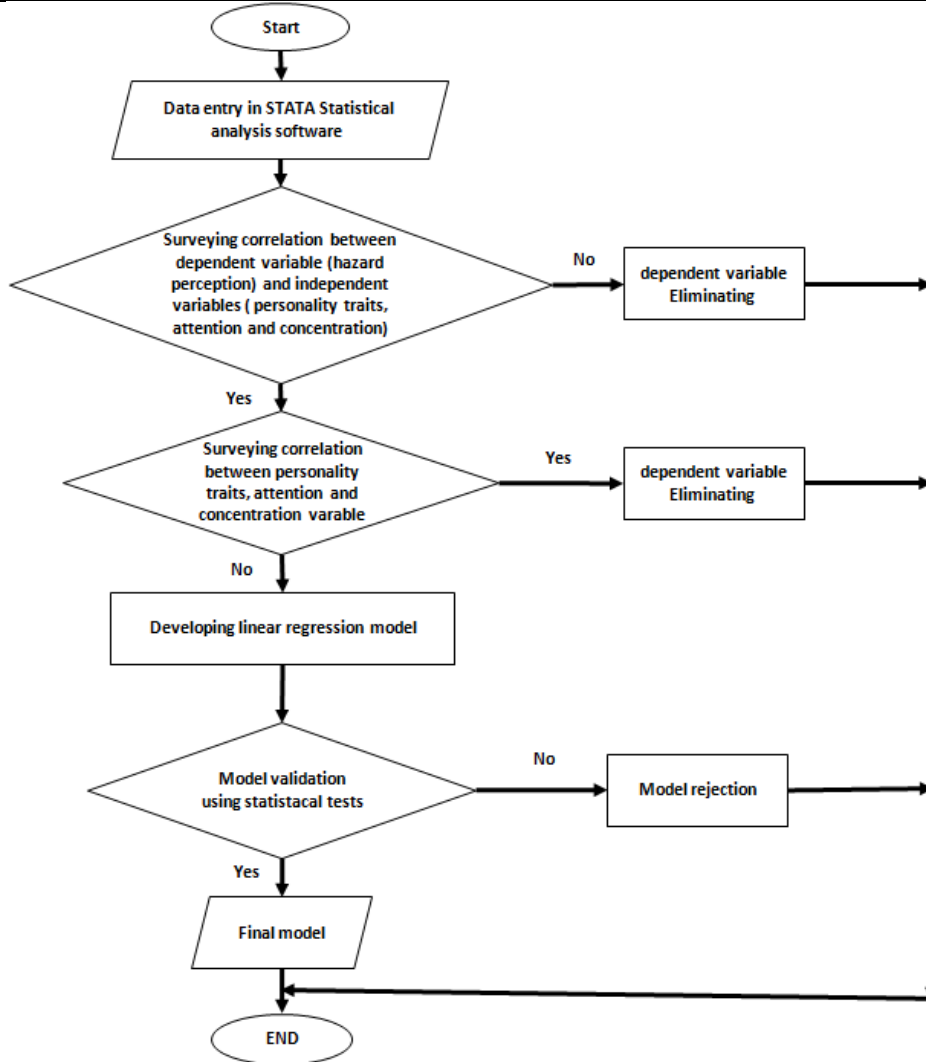 Start
Data entry in STATA Statistical
analysis software
Surveying correlation between
dependent variable (hazard
perception) and independent
variables ( personality traits,
attention and concentration)
No
dependent variable
Eliminating
Yes
Surveying correlation
between personality
traits, attention and
concentration varable
Yes
dependent variable
Eliminating
No
Developing linear regression model
Model validation
using statistacal tests
No
Model rejection
Yes
Final model
END